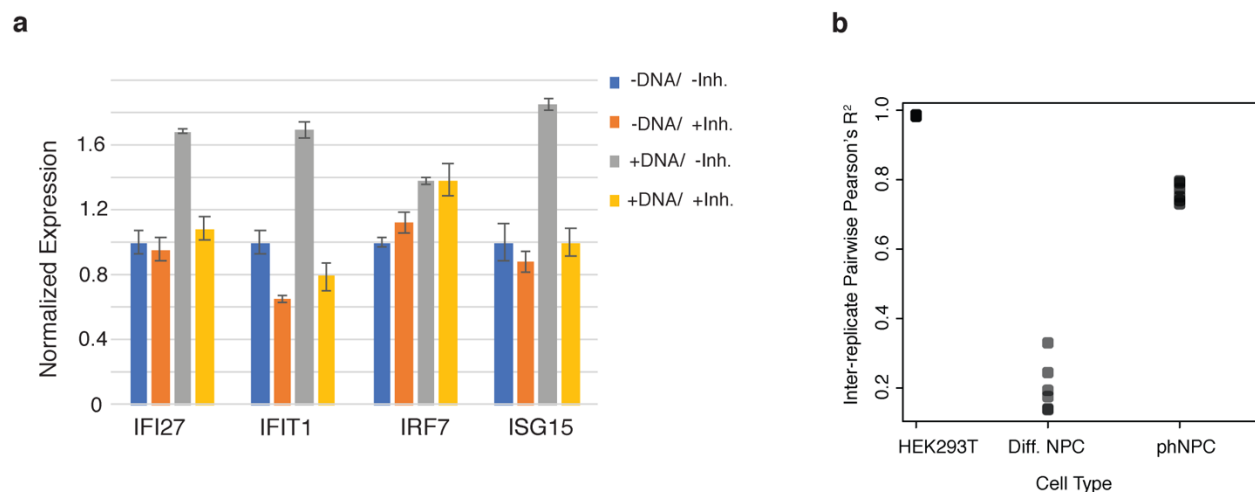 a
Normalized Expression
1.6
1.2
0.8
0.4
0
IFI27 IFIT1 IRF7 ISG15
-DNA/ -Inh.
-DNA/ +Inh.
+DNA/ -Inh.
+DNA/ +Inh.
b
Inter-replicate Pairwise Pearson's R²
1.0
0.8
0.6
0.4
0.2
HEK293T Diff. NPC phNPC
Cell Type